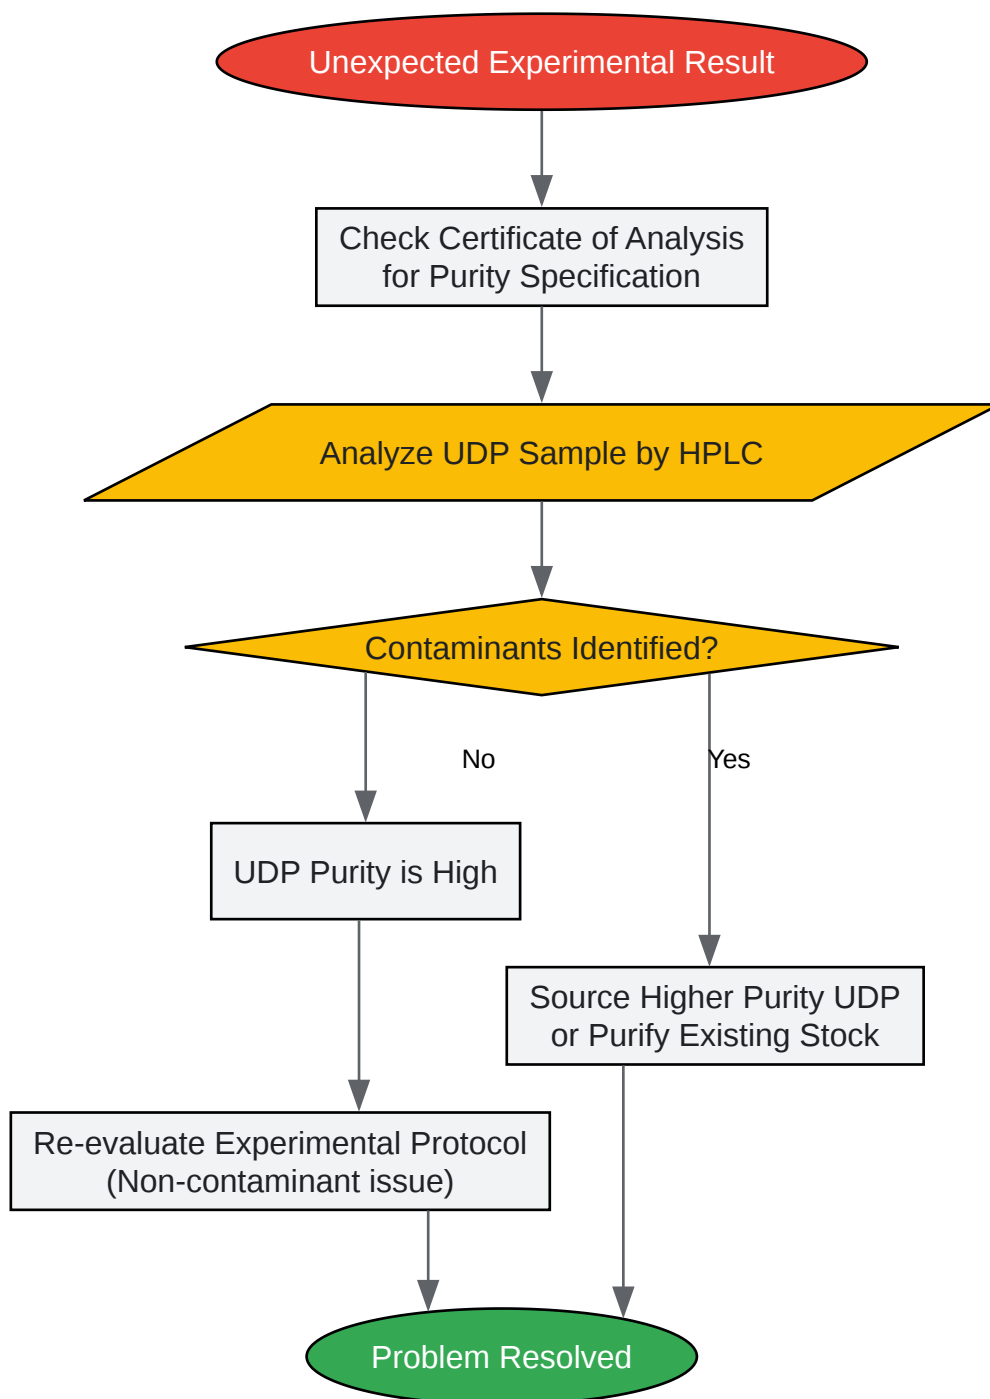 Unexpected Experimental Result
Check Certificate of Analysis
for Purity Specification
Analyze UDP Sample by HPLC
Contaminants Identified?
No
Yes
UDP Purity is High
Source Higher Purity UDP
or Purify Existing Stock
Re-evaluate Experimental Protocol
(Non-contaminant issue)
Problem Resolved